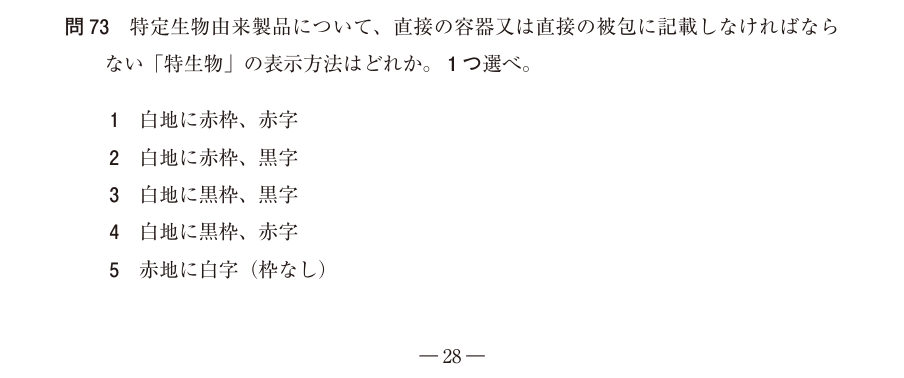 問 73 特定生物由来製品について、直接の容器又は直接の被包に記載しなければなら
ない「特生物」の表示方法はどれか。1つ選べ。
1 白地に赤枠、赤字
2 白地に赤枠、黒字
3 白地に黒枠、黒字
4 白地に黒枠、赤字
5 赤地に白字(枠なし)
— 28 —